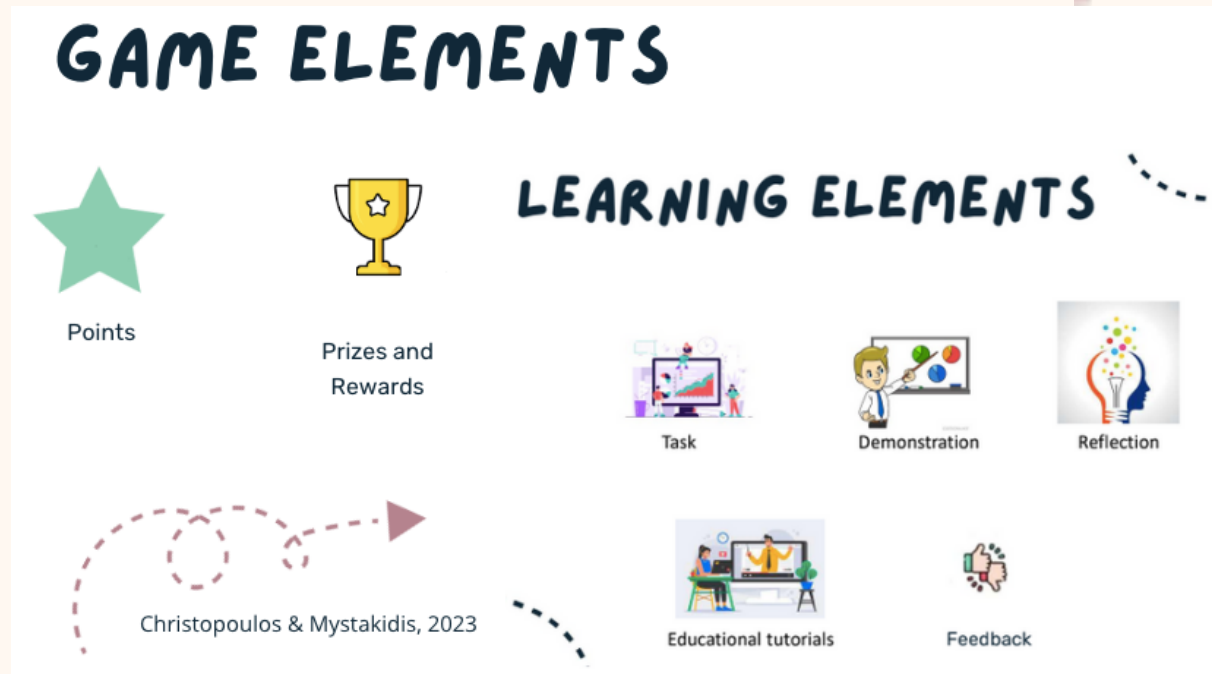 GAME ELEMENTS
LEARNING ELEMENTS
Points
Prizes and
Rewards
Task
Demonstration
Reflection
Christopoulos & Mystakidis, 2023
Educational tutorials
Feedback